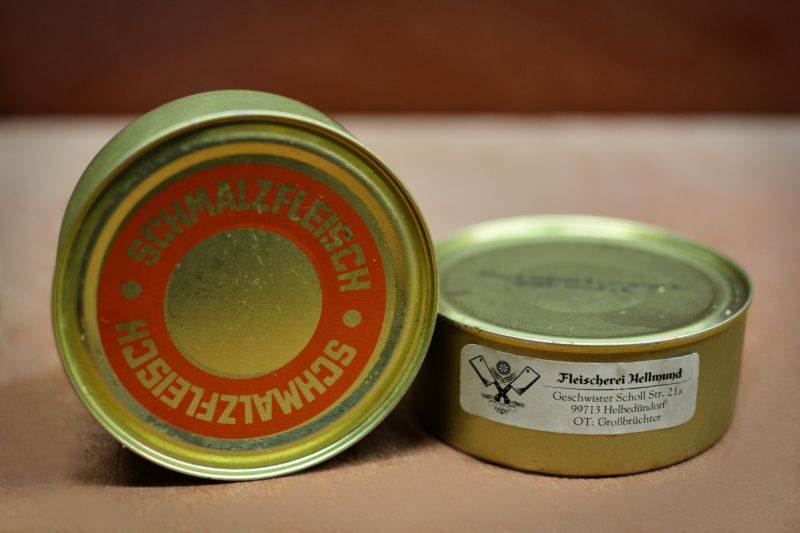 SCHMALZFLEISCH
SCHMALZFLEISCH
Fleischerei Hellmund
Geschwister Scholl Str. 21a
99713 Helbedündorf
OT: Großbrüchter